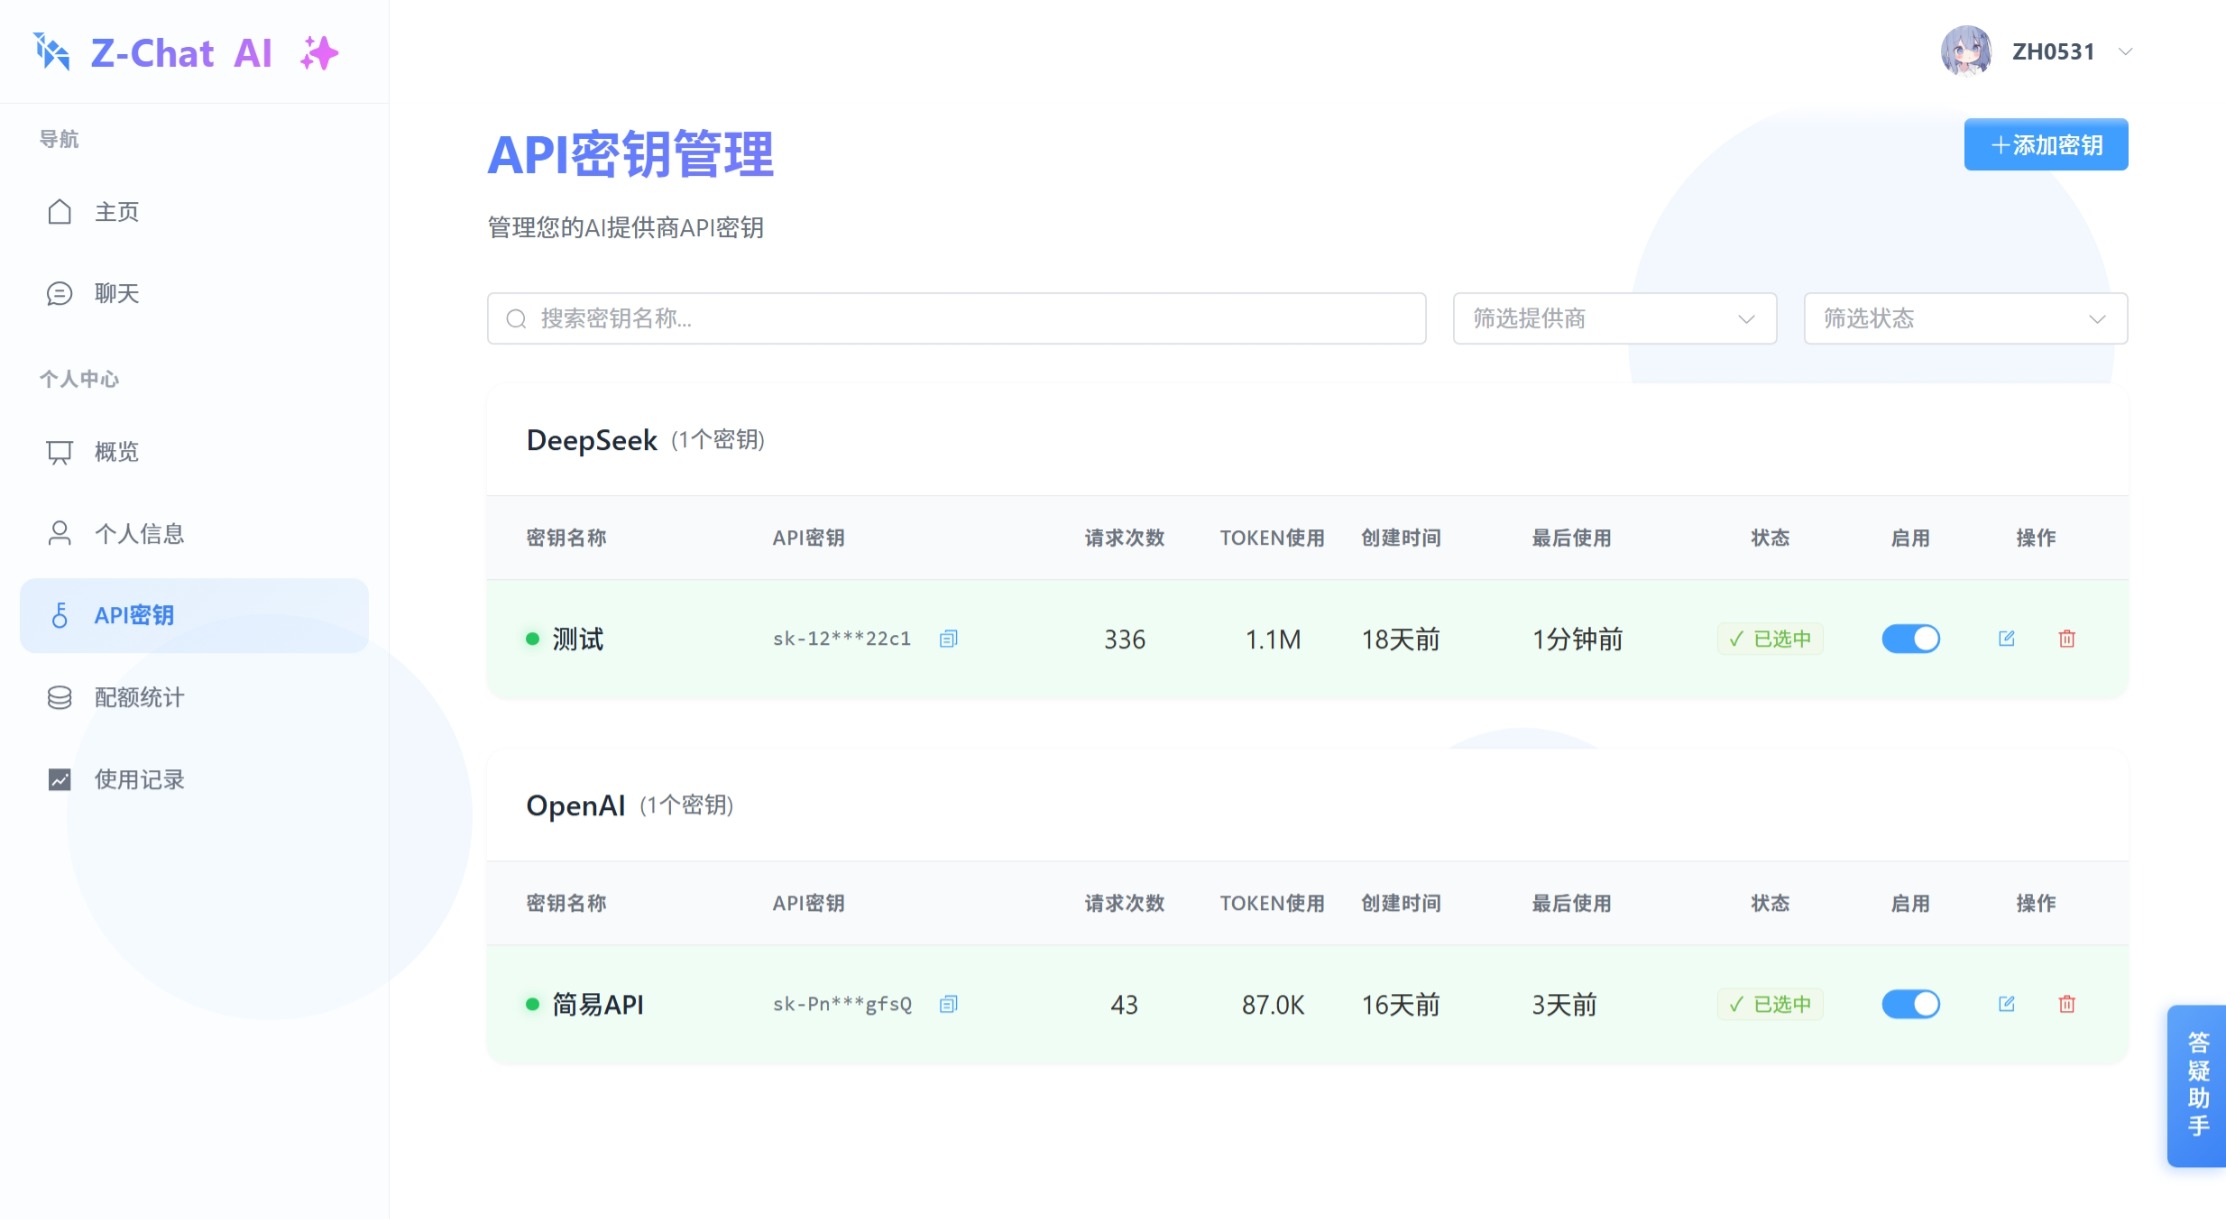 Z-Chat AI
ZH0531
导航
主页
聊天
个人中心
概览
个人信息
API密钥
配额统计
使用记录
API密钥管理
+添加密钥
管理您的AI提供商API密钥
搜索密钥名称... 筛选提供商 筛选状态
DeepSeek (1个密钥)
密钥名称 API密钥 请求次数 TOKEN使用 创建时间 最后使用 状态 启用 操作
测试 sk-12***22c1 336 1.1M 18天前 1分钟前 ✓ 已选中
OpenAI (1个密钥)
密钥名称 API密钥 请求次数 TOKEN使用 创建时间 最后使用 状态 启用 操作
简易API sk-Pn***gfsQ 43 87.0K 16天前 3天前 ✓ 已选中
答疑助手